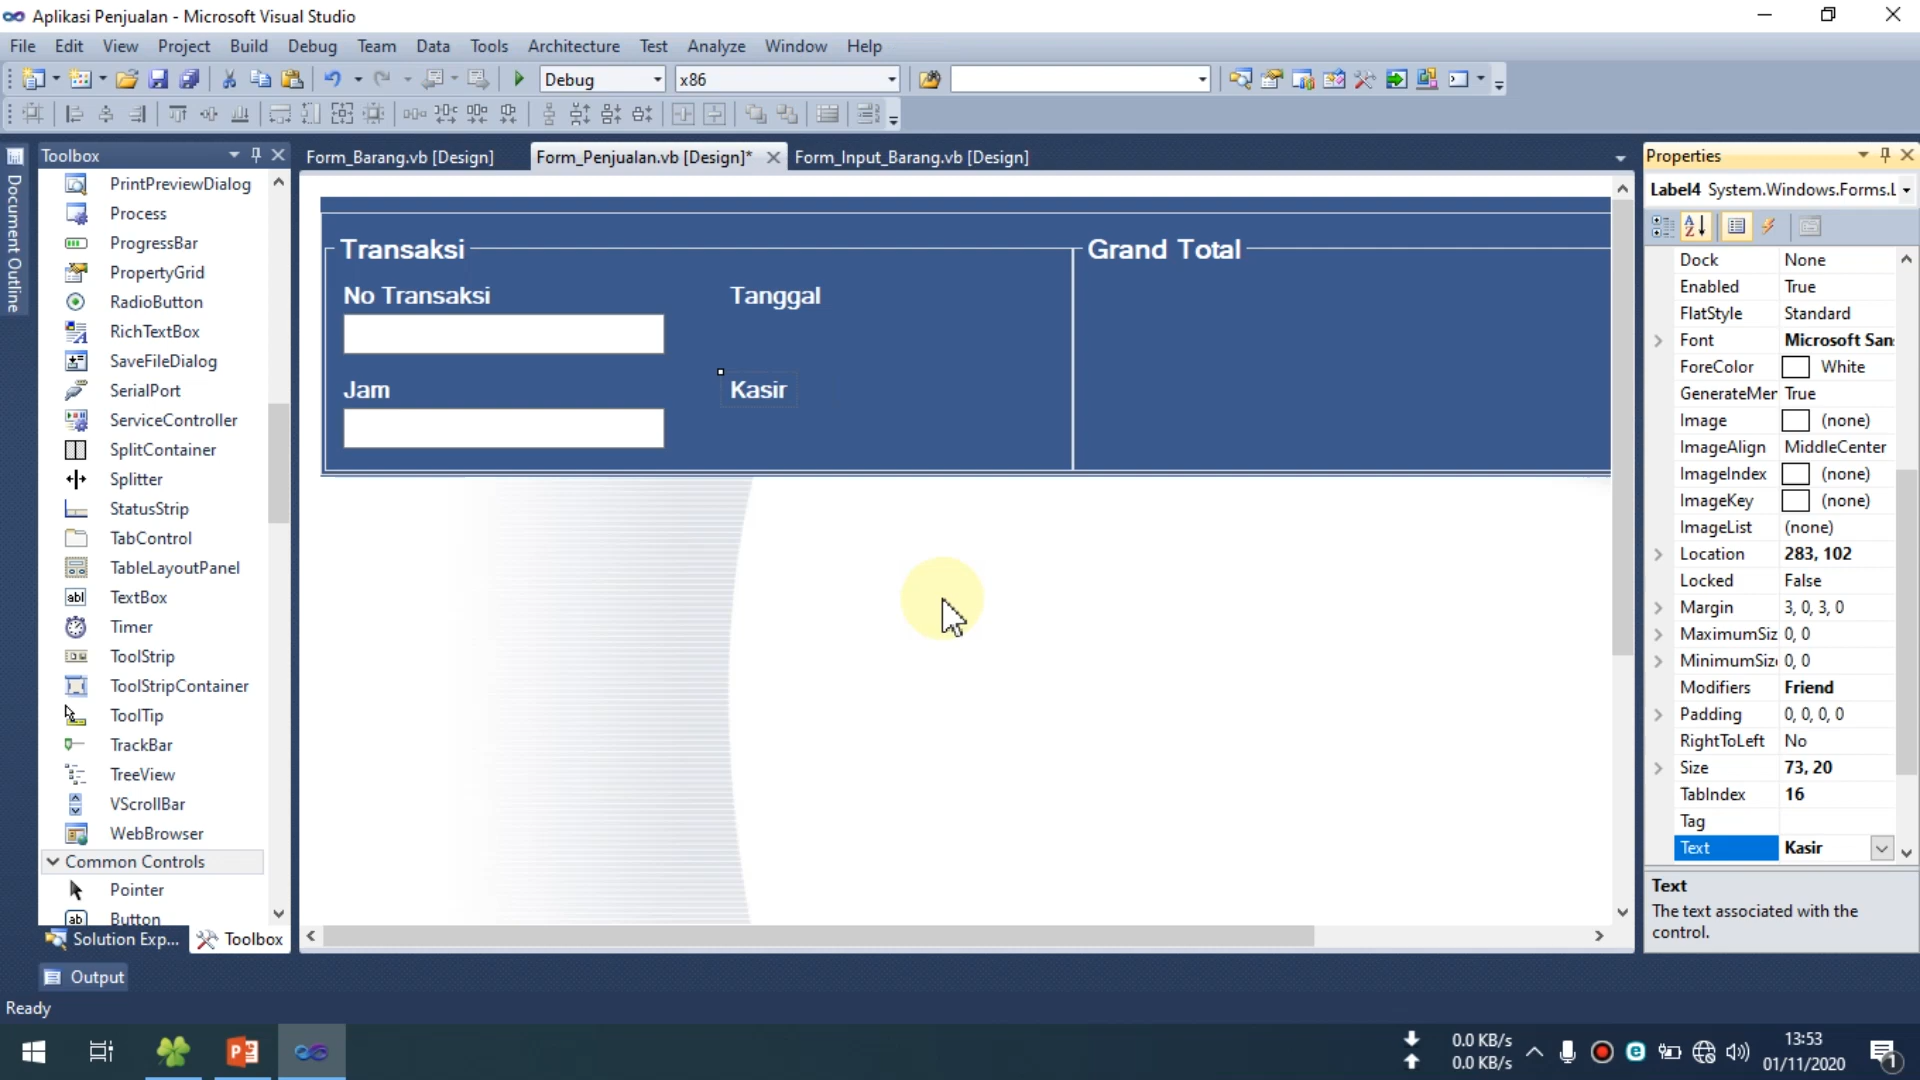 Aplikasi Penjualan - Microsoft Visual Studio
File Edit View Project Build Debug Team Data Tools Architecture Test Analyze Window Help
Debug x86
Document Outline
Toolbox
PrintPreviewDialog
Process
ProgressBar
PropertyGrid
RadioButton
RichTextBox
SaveFileDialog
SerialPort
ServiceController
SplitContainer
Splitter
StatusStrip
TabControl
TableLayoutPanel
TextBox
Timer
ToolStrip
ToolStripContainer
ToolTip
TrackBar
TreeView
VScrollBar
WebBrowser
Common Controls
Pointer
Button
Solution Exp... Toolbox
Form_Barang.vb [Design] Form_Penjualan.vb [Design]* Form_Input_Barang.vb [Design]
Transaksi Grand Total
No Transaksi Tanggal
Jam Kasir
Properties
Label4 System.Windows.Forms.L
Dock None
Enabled True
FlatStyle Standard
Font Microsoft San
ForeColor White
GenerateMer True
Image (none)
ImageAlign MiddleCenter
ImageIndex (none)
ImageKey (none)
ImageList (none)
Location 283, 102
Locked False
Margin 3, 0, 3, 0
MaximumSiz 0, 0
MinimumSiz 0, 0
Modifiers Friend
Padding 0, 0, 0, 0
RightToLeft No
Size 73, 20
TabIndex 16
Tag
Text Kasir
Text
The text associated with the
control.
Output
Ready
0.0 KB/s
0.0 KB/s
13:53
01/11/2020
1